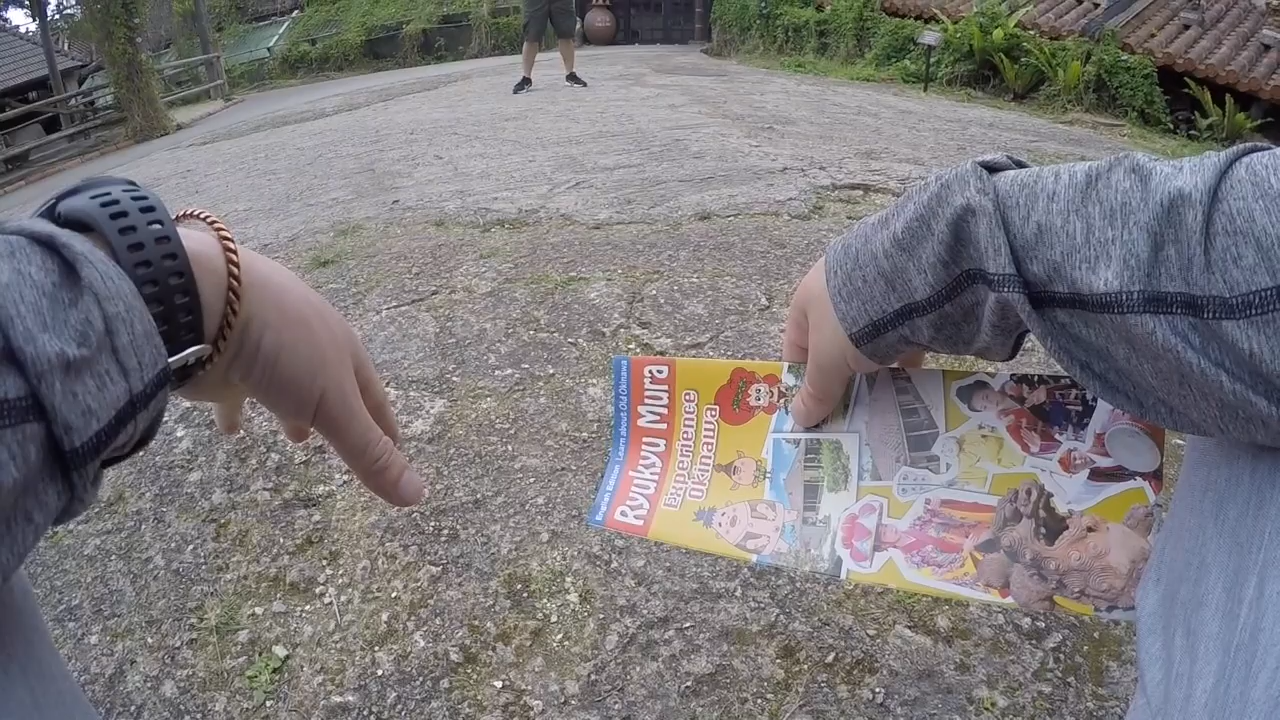 English Edition Learn about Old Okinawa
Ryukyu Mura
Experience
Okinawa